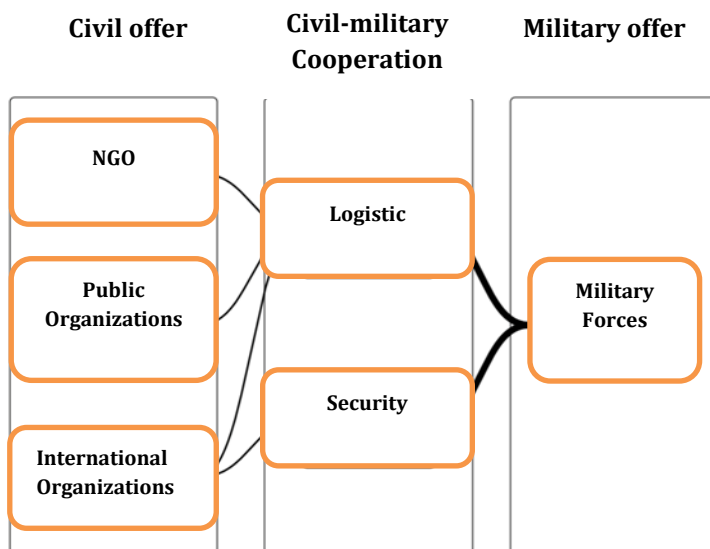 Civil offer
Civil-military
Cooperation
Military offer
NGO
Logistic
Public
Organizations
Military
Forces
Security
International
Organizations